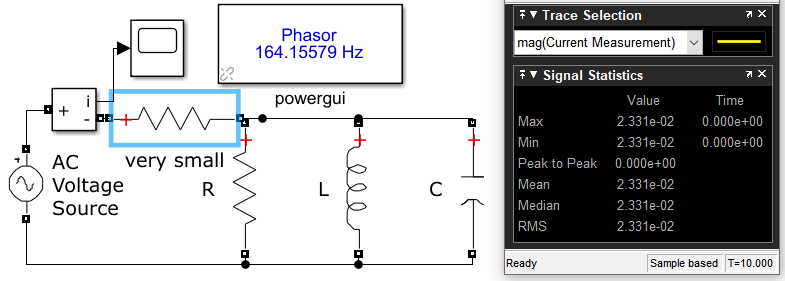 Phasor
164.15579 Hz
powergui
+
i
-
very small
AC
Voltage
Source
R
L
C
Trace Selection
mag(Current Measurement)
Signal Statistics
Value Time
Max 2.331e-02 0.000e+00
Min 2.331e-02 0.000e+00
Peak to Peak 0.000e+00
Mean 2.331e-02
Median 2.331e-02
RMS 2.331e-02
Ready Sample based T=10.000